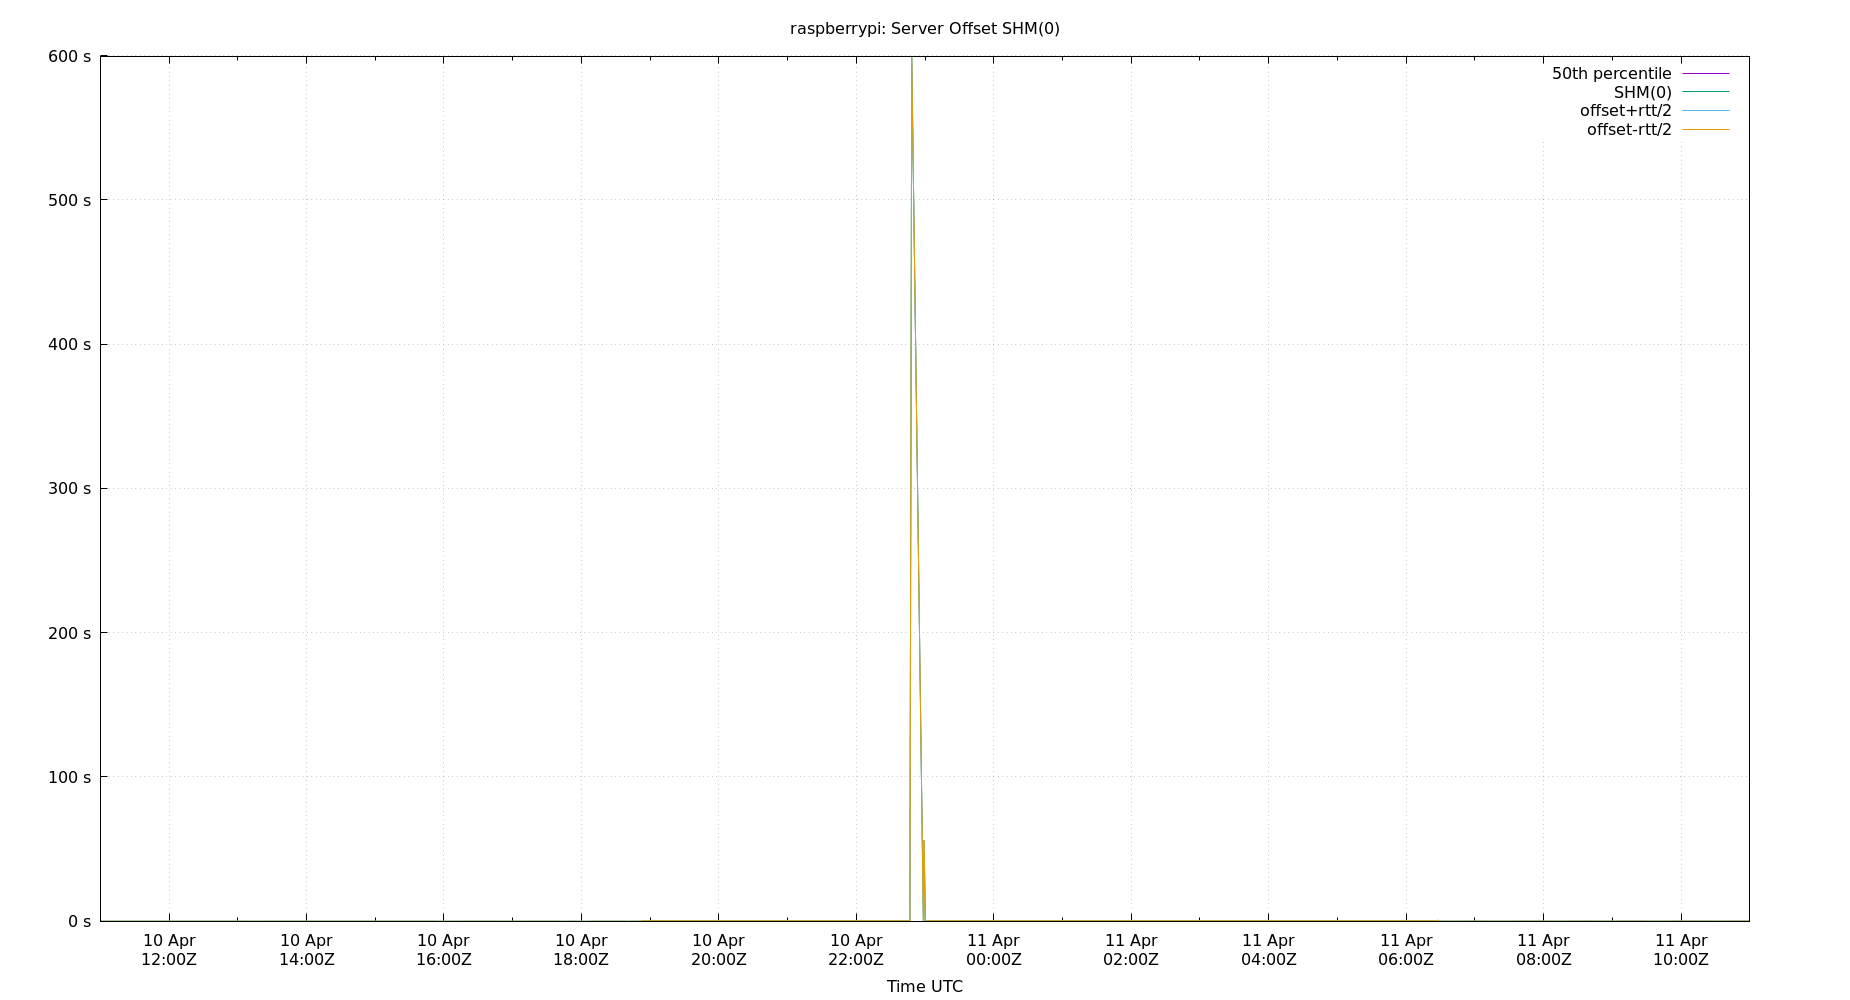 raspberrypi: Server Offset SHM(0)
600 s
500 s
400 s
300 s
200 s
100 s
0 s
50th percentile
SHM(0)
offset+rtt/2
offset-rtt/2
10 Apr 10 Apr 10 Apr 10 Apr 10 Apr 10 Apr 11 Apr 11 Apr 11 Apr 11 Apr 11 Apr 11 Apr
12:00Z 14:00Z 16:00Z 18:00Z 20:00Z 22:00Z 00:00Z 02:00Z 04:00Z 06:00Z 08:00Z 10:00Z
Time UTC